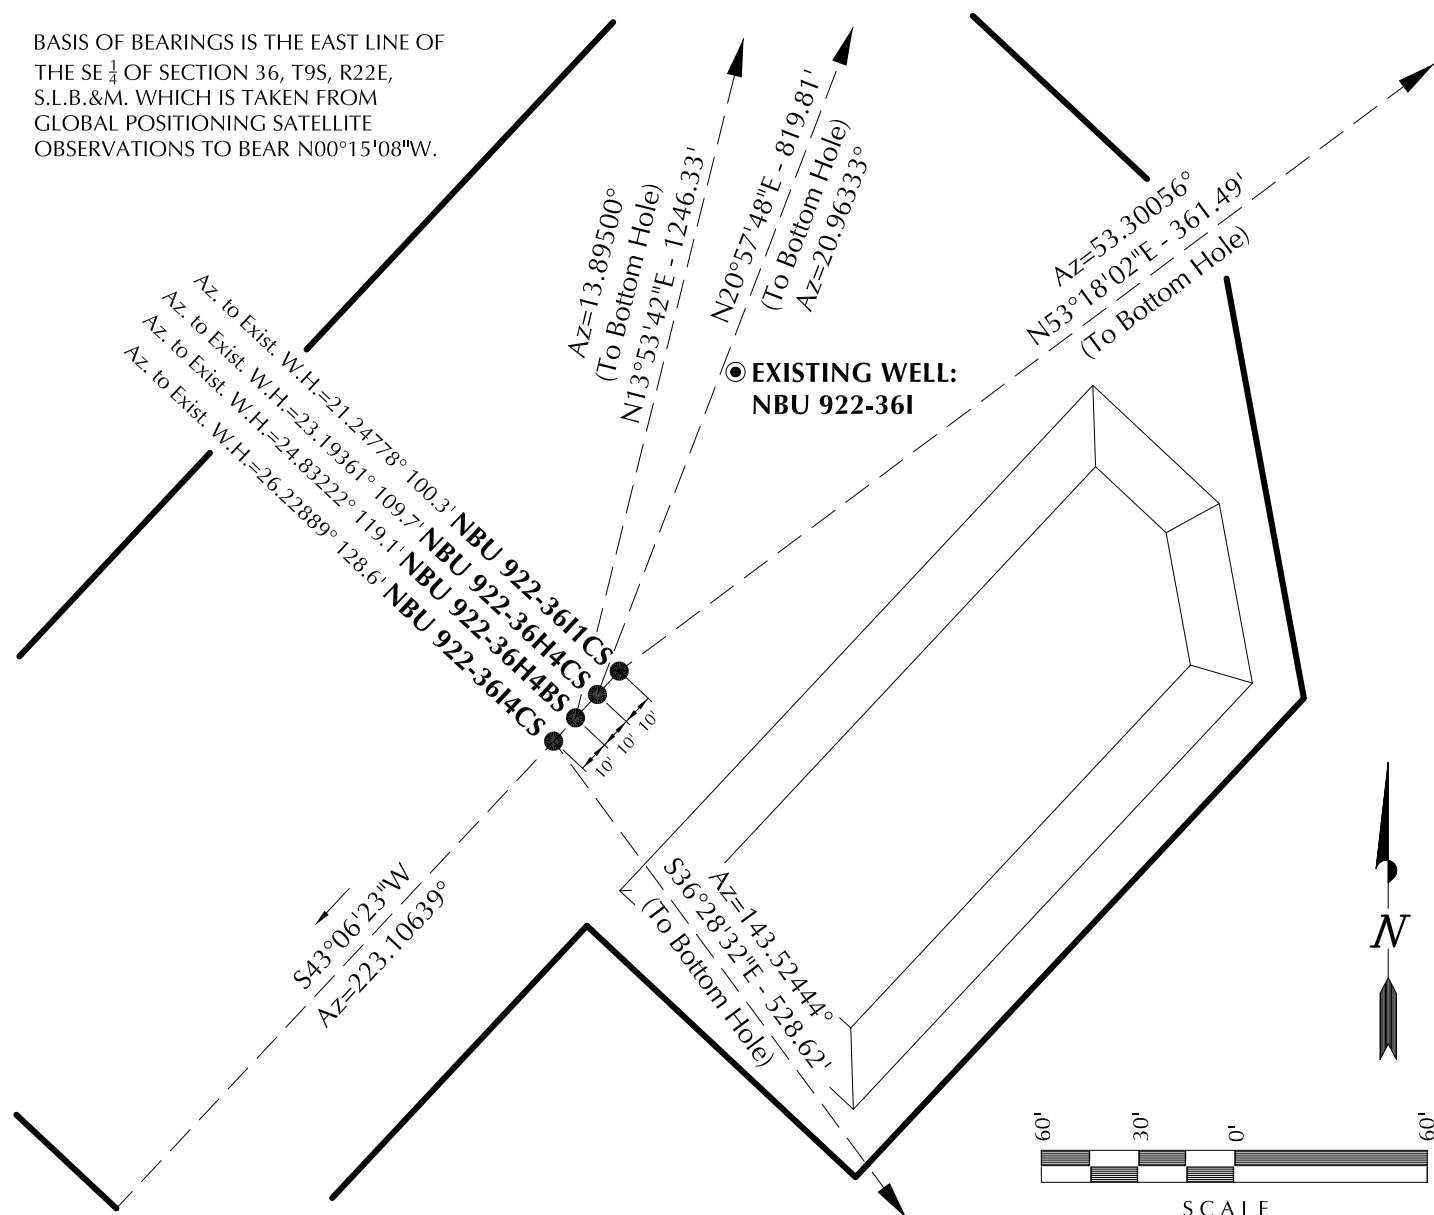 BASIS OF BEARINGS IS THE EAST LINE OF
THE SE 1/4 OF SECTION 36, T9S, R22E,
S.L.B.&M. WHICH IS TAKEN FROM
GLOBAL POSITIONING SATELLITE
OBSERVATIONS TO BEAR N00°15'08"W.
Az=13.89500°
(To Bottom Hole)
N13°53'42"E - 1246.33'
N20°57'48"E - 819.81'
(To Bottom Hole)
Az=20.96333°
Az=53.30056°
N53°18'02"E - 361.49'
(To Bottom Hole)
EXISTING WELL:
NBU 922-36I
Az. to Exist. W.H.=21.24778° 100.3' NBU 922-36I1CS
Az. to Exist. W.H.=23.19361° 109.7' NBU 922-36H4CS
Az. to Exist. W.H.=24.83222° 119.1' NBU 922-36H4BS
Az. to Exist. W.H.=26.22889° 128.6' NBU 922-36I4CS
10'
10'
10'
S43°06'23"W
Az=223.10639°
Az=143.52444°
S36°28'32"E - 528.62'
(To Bottom Hole)
N
60' 30' 0' 60'
SCALE